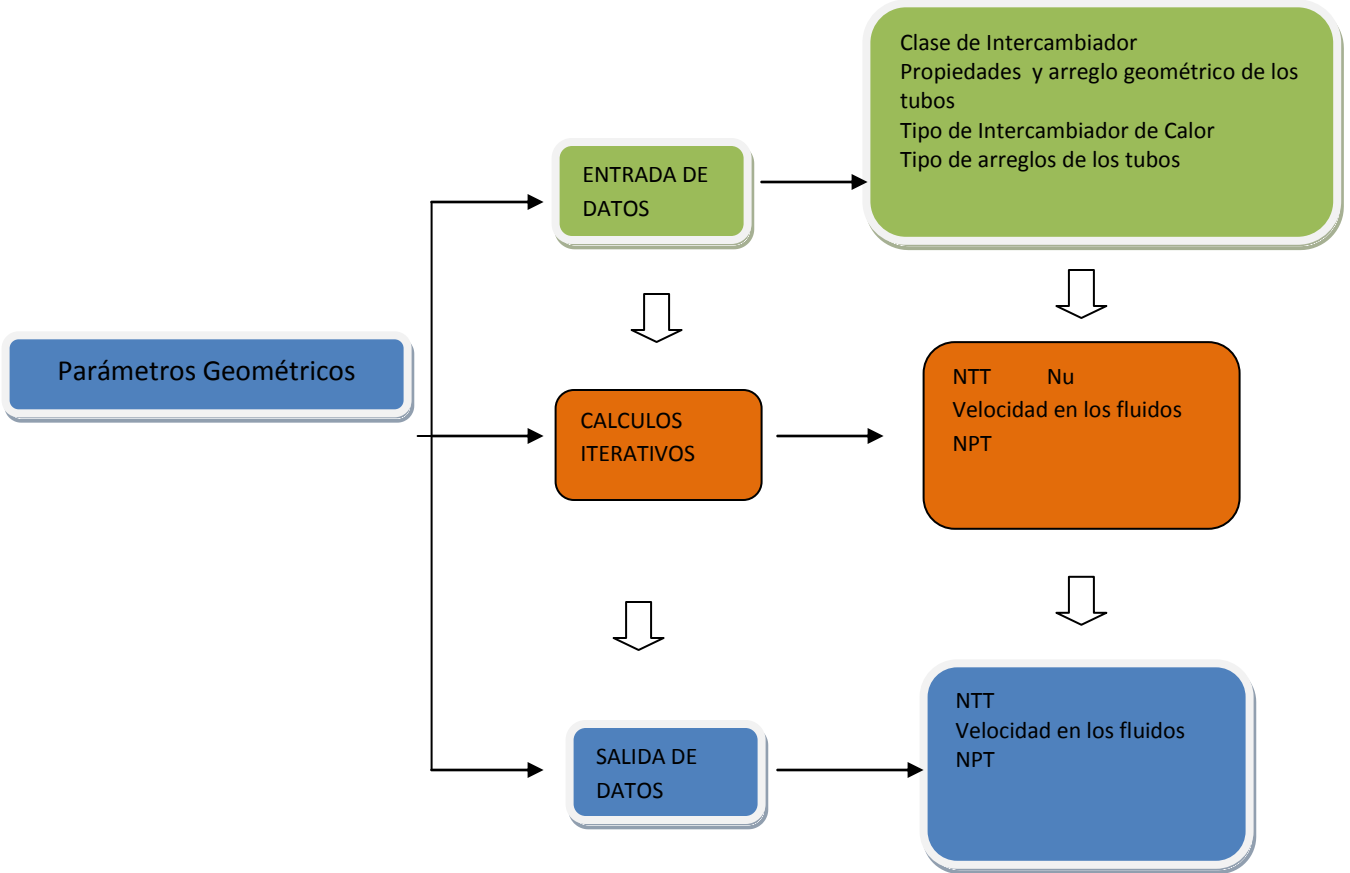 Clase de Intercambiador
Propiedades y arreglo geométrico de los
tubos
Tipo de Intercambiador de Calor
Tipo de arreglos de los tubos
ENTRADA DE
DATOS
Parámetros Geométricos
CALCULOS
ITERATIVOS
NTT Nu
Velocidad en los fluidos
NPT
SALIDA DE
DATOS
NTT
Velocidad en los fluidos
NPT